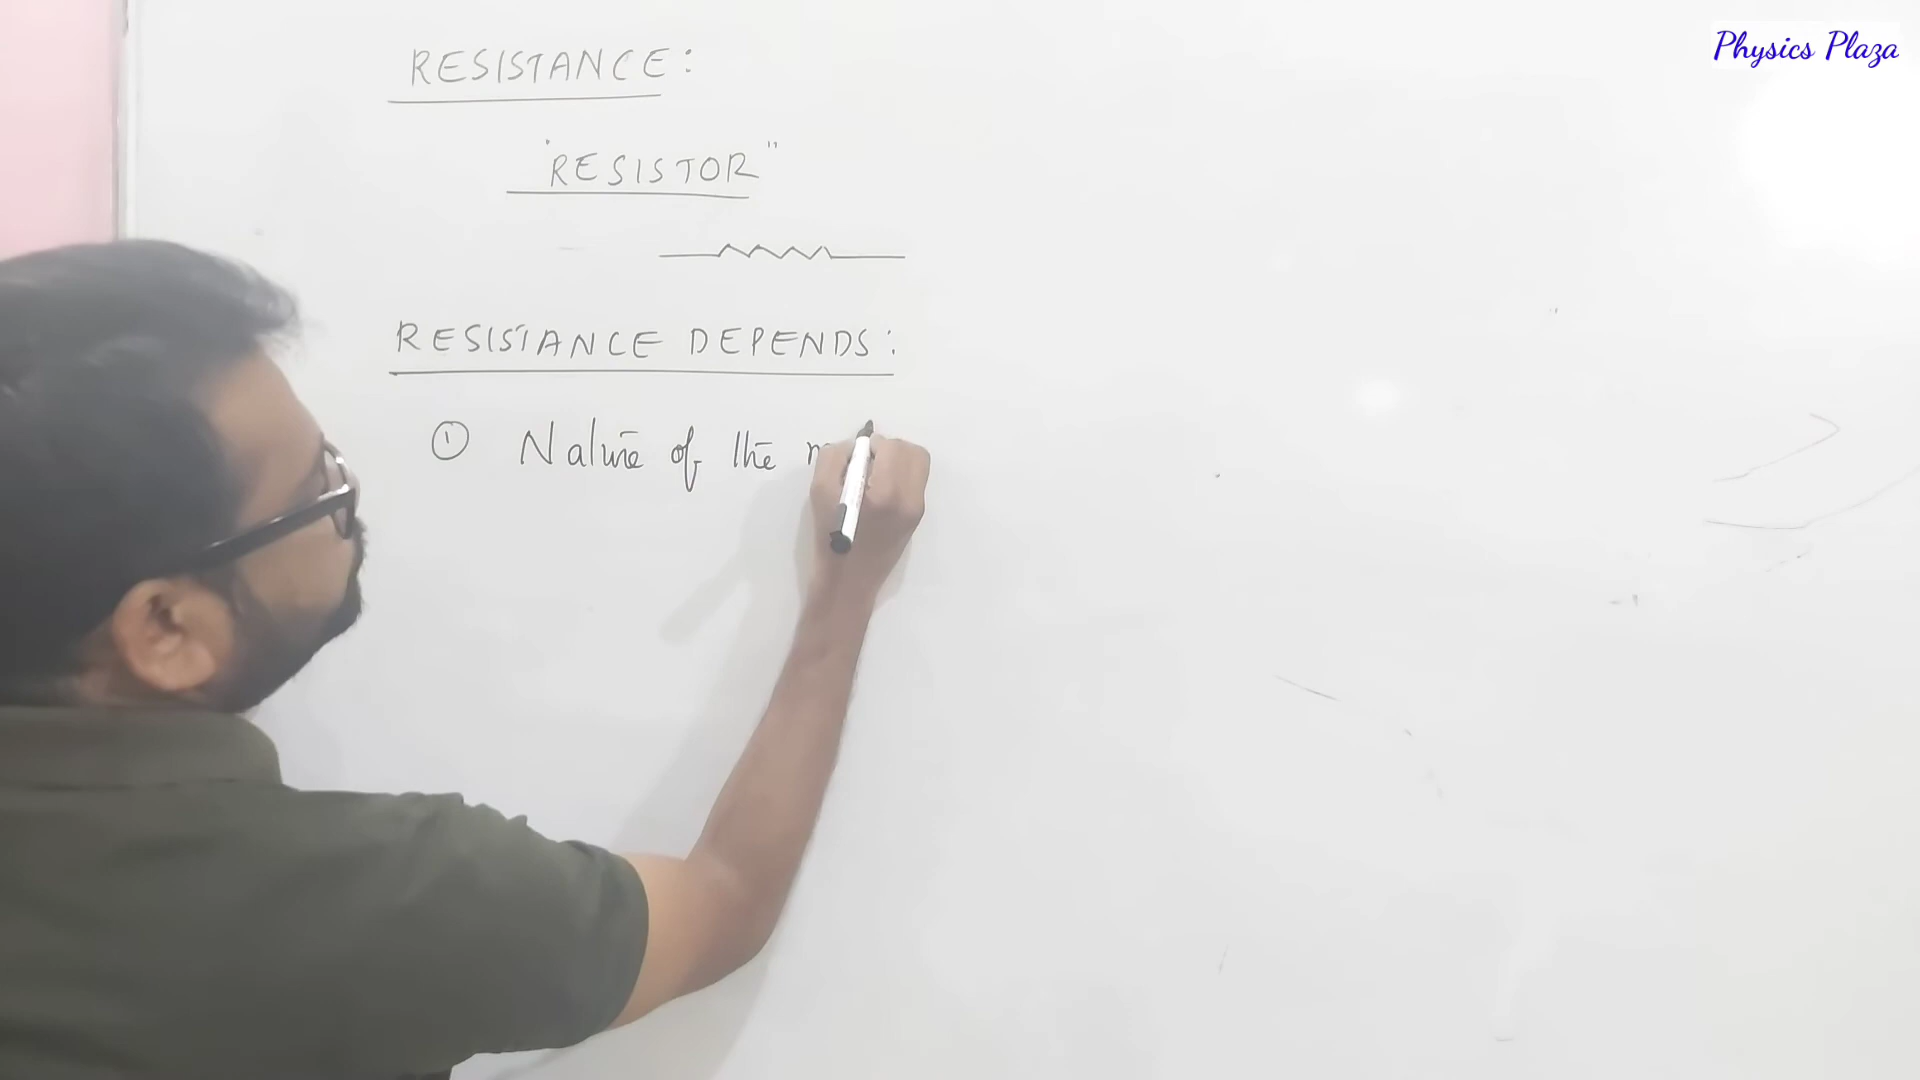 Physics Plaza
RESISTANCE:
"RESISTOR"
RESISTANCE DEPENDS:
① Nature of the